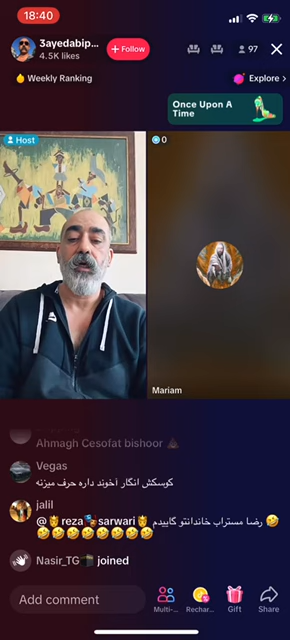 18:40
3ayedabip...
4.5K likes
+ Follow
97
Weekly Ranking
Explore >
Once Upon A
Time
Host
0
Mariam
Ahmagh Cesofat bishoor
Vegas
کوسکش انگار آخوند داره حرف میزنه
jalil
@reza sarwari رضا مستراب خاندانتو گاییدم
Nasir_TG joined
Add comment
Multi-...
Rechar...
Gift
Share